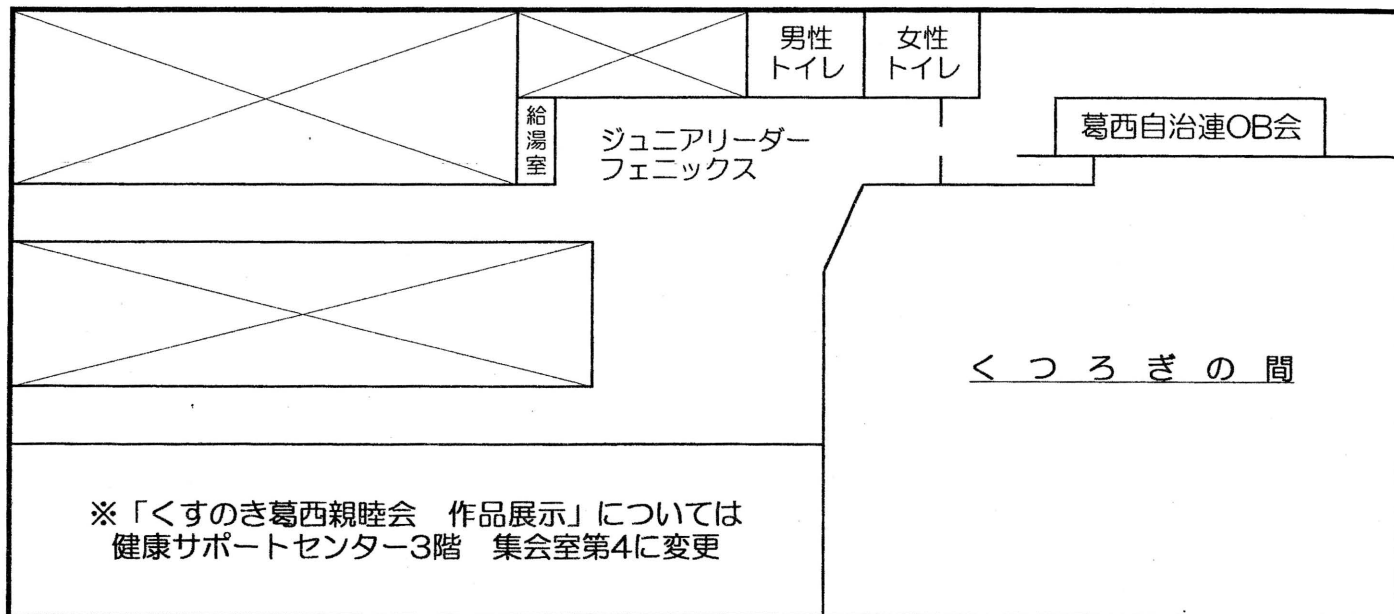 男性
トイレ
女性
トイレ
給湯室
ジュニアリーダー
フェニックス
葛西自治連OB会
くつろぎの間
※「くすのき葛西親睦会　作品展示」については
健康サポートセンター3階　集会室第4に変更